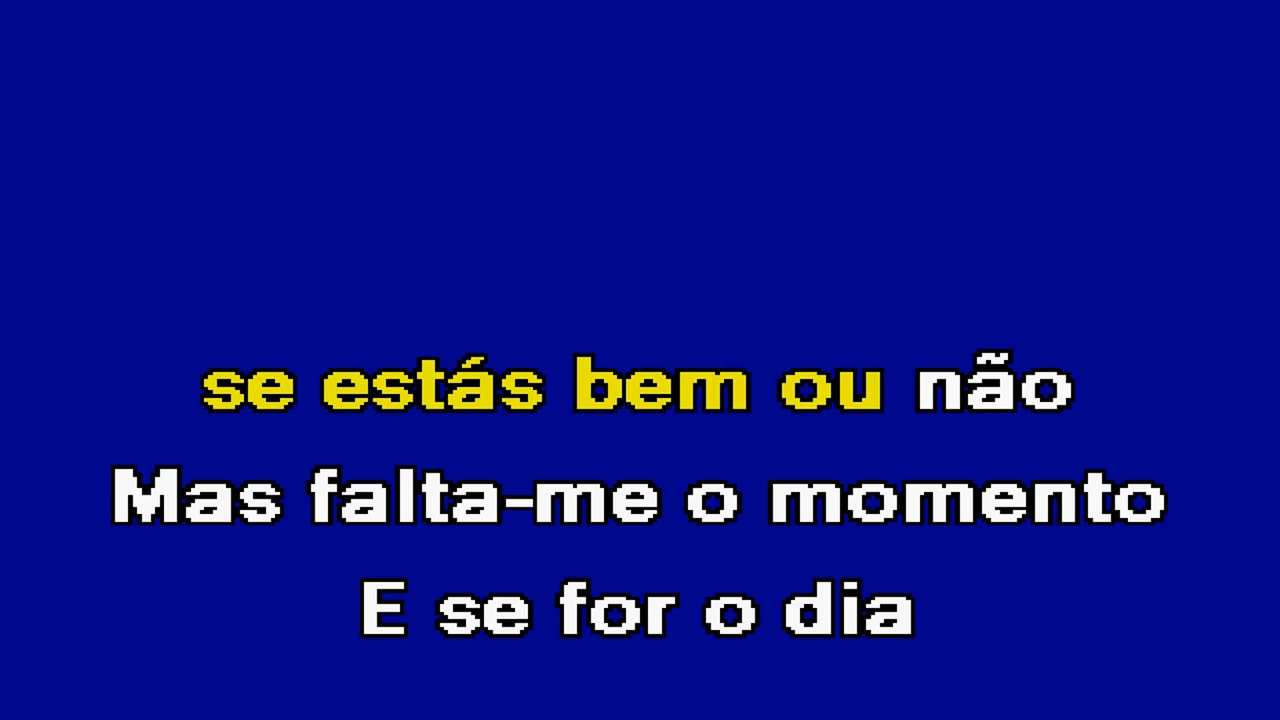 se estás bem ou não
Mas falta-me o momento
E se for o dia